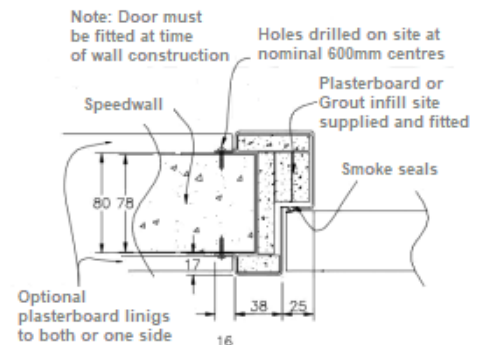 Note: Door must
be fitted at time
of wall construction
Holes drilled on site at
nominal 600mm centres
Plasterboard or
Grout infill site
supplied and fitted
Speedwall
Smoke seals
80 78
17
38 25
16
Optional
plasterboard linigs
to both or one side